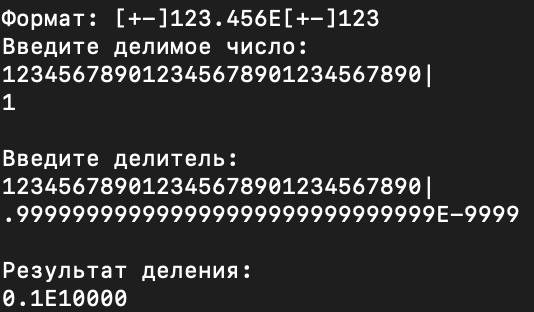 Формат: [+-]123.456E[+-]123
Введите делимое число:
123456789012345678901234567890|
1
Введите делитель:
123456789012345678901234567890|
.999999999999999999999999999999E-9999
Результат деления:
0.1E10000